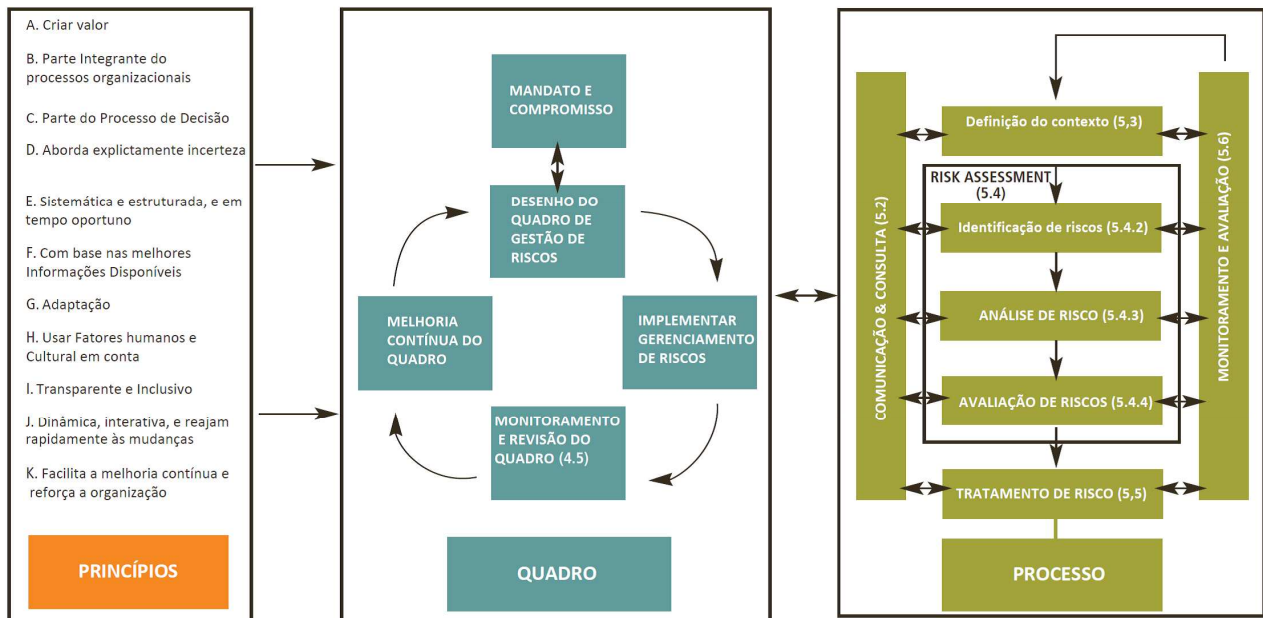 A. Criar valor
B. Parte Integrante do
processos organizacionais
C. Parte do Processo de Decisão
D. Aborda explictamente incerteza
E. Sistemática e estruturada, e em
tempo oportuno
F. Com base nas melhores
Informações Disponíveis
G. Adaptação
H. Usar Fatores humanos e
Cultural em conta
I. Transparente e Inclusivo
J. Dinâmica, interativa, e reajam
rapidamente às mudanças
K. Facilita a melhoria contínua e
reforça a organização
PRINCÍPIOS
MANDATO E
COMPROMISSO
DESENHO DO
QUADRO DE
GESTÃO DE
RISCOS
MELHORIA
CONTÍNUA DO
QUADRO
IMPLEMENTAR
GERENCIAMENTO
DE RISCOS
MONITORAMENTO
E REVISÃO DO
QUADRO (4.5)
QUADRO
COMUNICAÇÃO & CONSULTA (5.2)
Definição do contexto (5,3)
RISK ASSESSMENT
(5.4)
Identificação de riscos (5.4.2)
ANÁLISE DE RISCO (5.4.3)
AVALIAÇÃO DE RISCOS (5.4.4)
TRATAMENTO DE RISCO (5,5)
MONITORAMENTO E AVALIAÇÃO (5.6)
PROCESSO